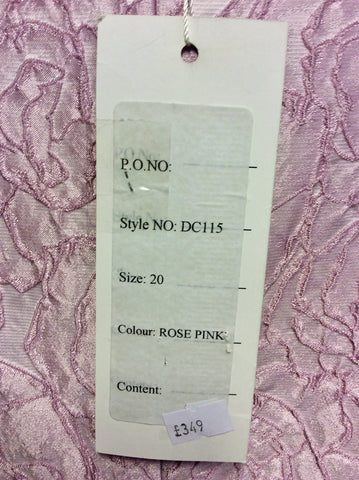 P.O.NO:
Style NO: DC115
Size: 20
Colour: ROSE PINK
Content:
£349